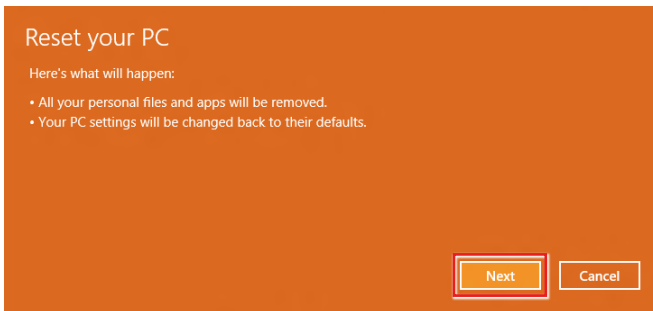 Reset your PC
Here's what will happen:
• All your personal files and apps will be removed.
• Your PC settings will be changed back to their defaults.
Next Cancel